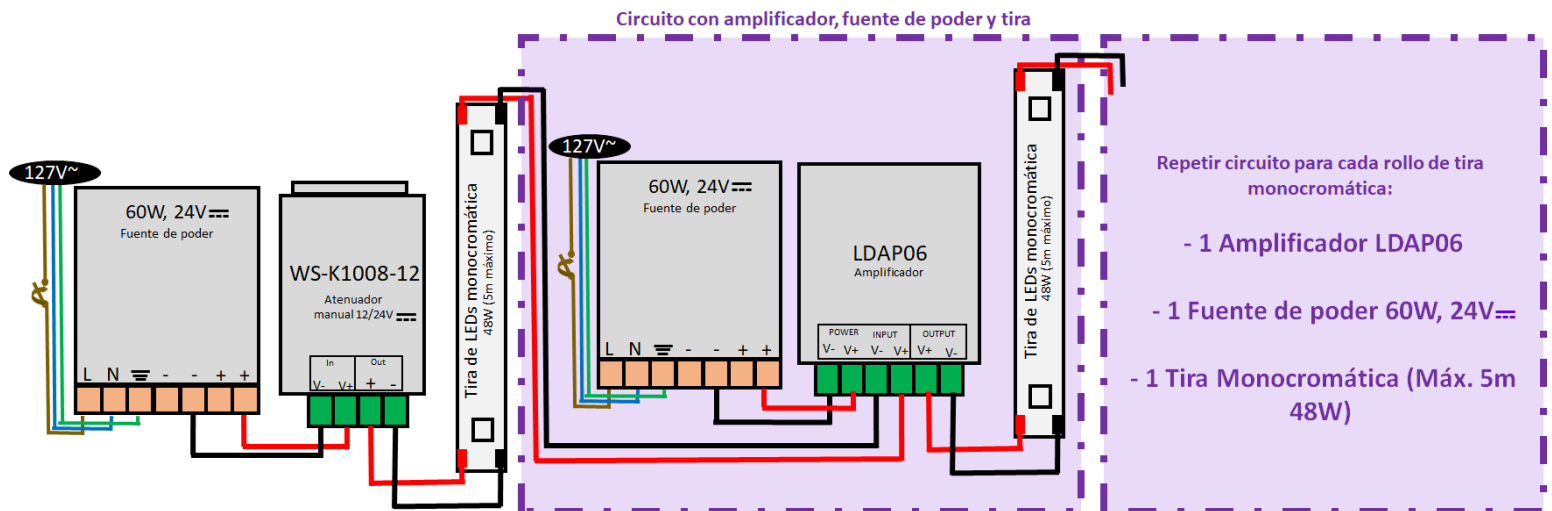 Circuito con amplificador, fuente de poder y tira
127V~
60W, 24V
Fuente de poder
L N - - + +
WS-K1008-12
Atenuador
manual 12/24V
In Out
V- V+ + -
Tira de LEDs monocromática
48W (5m máximo)
127V~
60W, 24V
Fuente de poder
L N - - + +
LDAP06
Amplificador
POWER INPUT OUTPUT
V- V+ V- V+ V+ V-
Tira de LEDs monocromática
48W (5m máximo)
Repetir circuito para cada rollo de tira
monocromática:
- 1 Amplificador LDAP06
- 1 Fuente de poder 60W, 24V
- 1 Tira Monocromática (Máx. 5m
48W)